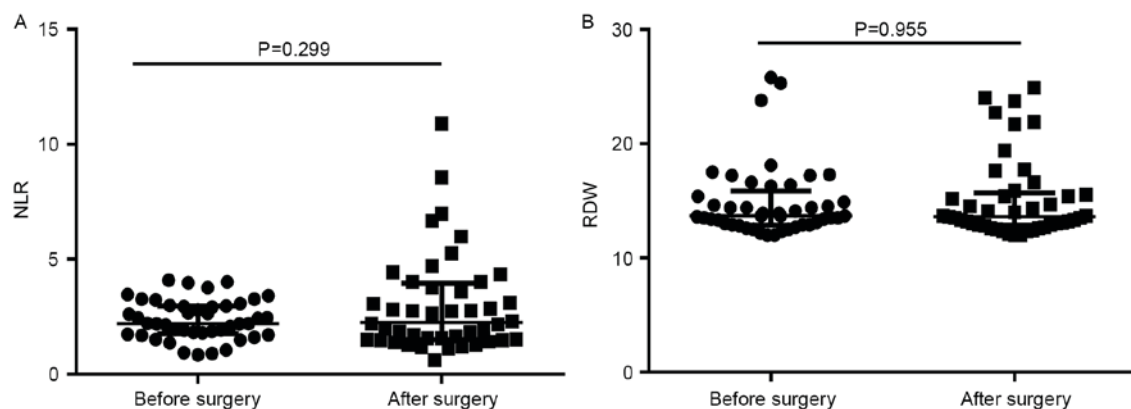 A
P=0.299
15
10
5
0
NLR
Before surgery
After surgery
B
P=0.955
30
20
10
0
RDW
Before surgery
After surgery